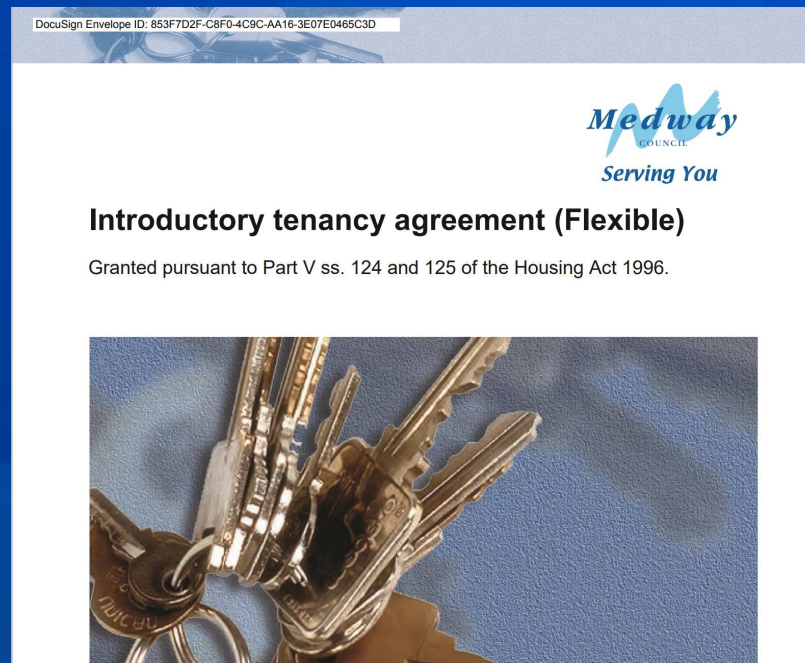 DocuSign Envelope ID: 853F7D2F-C8F0-4C9C-AA16-3E07E0465C3D
Medway
COUNCIL
Serving You
Introductory tenancy agreement (Flexible)
Granted pursuant to Part V ss. 124 and 125 of the Housing Act 1996.